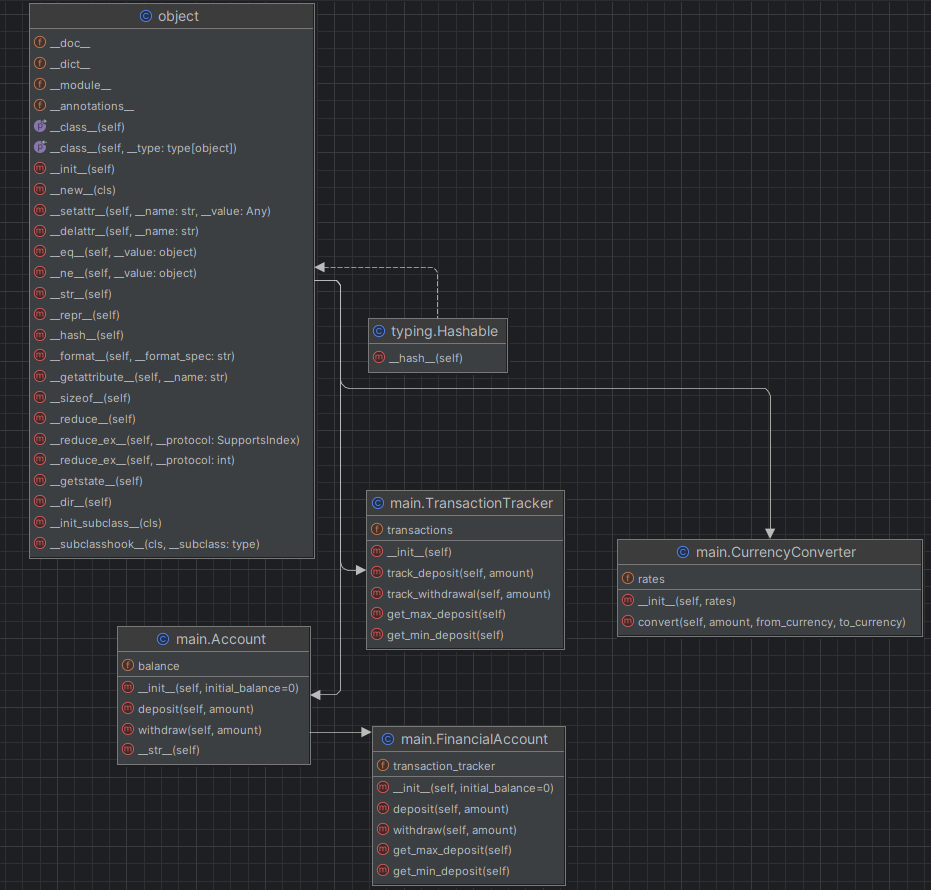 object
__doc__
__dict__
__module__
__annotations__
__class__(self)
__class__(self, __type: type[object])
__init__(self)
__new__(cls)
__setattr__(self, __name: str, __value: Any)
__delattr__(self, __name: str)
__eq__(self, __value: object)
__ne__(self, __value: object)
__str__(self)
__repr__(self)
__hash__(self)
__format__(self, __format_spec: str)
__getattribute__(self, __name: str)
__sizeof__(self)
__reduce__(self)
__reduce_ex__(self, __protocol: SupportsIndex)
__reduce_ex__(self, __protocol: int)
__getstate__(self)
__dir__(self)
__init_subclass__(cls)
__subclasshook__(cls, __subclass: type)
typing.Hashable
__hash__(self)
main.TransactionTracker
transactions
__init__(self)
track_deposit(self, amount)
track_withdrawal(self, amount)
get_max_deposit(self)
get_min_deposit(self)
main.CurrencyConverter
rates
__init__(self, rates)
convert(self, amount, from_currency, to_currency)
main.Account
balance
__init__(self, initial_balance=0)
deposit(self, amount)
withdraw(self, amount)
__str__(self)
main.FinancialAccount
transaction_tracker
__init__(self, initial_balance=0)
deposit(self, amount)
withdraw(self, amount)
get_max_deposit(self)
get_min_deposit(self)